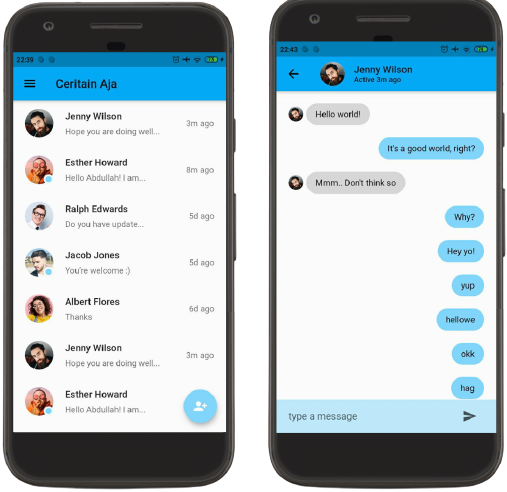 22:39
Ceritain Aja
Jenny Wilson
Hope you are doing well...
3m ago
Esther Howard
Hello Abdullah! I am...
8m ago
Ralph Edwards
Do you have update...
5d ago
Jacob Jones
You're welcome :)
5d ago
Albert Flores
Thanks
6d ago
Jenny Wilson
Hope you are doing well...
3m ago
Esther Howard
Hello Abdullah! I am...
22:43
Jenny Wilson
Active 3m ago
Hello world!
It's a good world, right?
Mmm.. Don't think so
Why?
Hey yo!
yup
hellowe
okk
hag
type a message